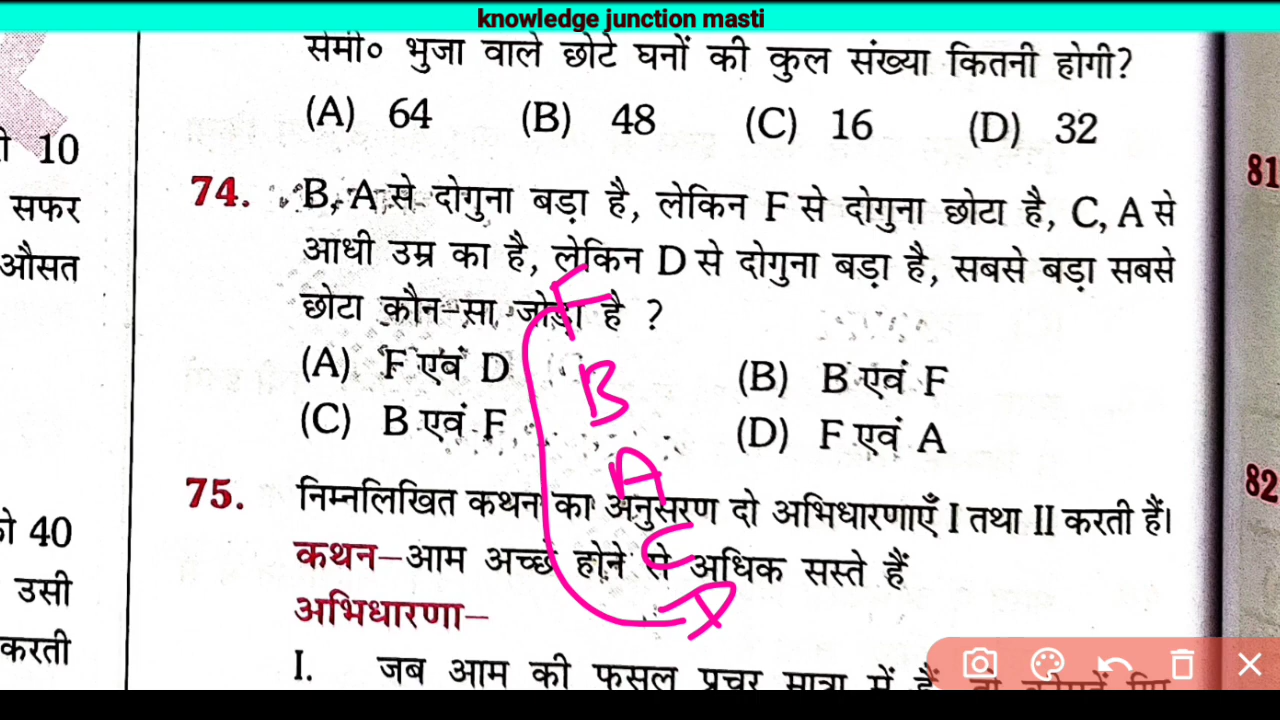 knowledge junction masti
सेमी० भुजा वाले छोटे घनों की कुल संख्या कितनी होगी?
(A) 64 (B) 48 (C) 16 (D) 32
10
74. B, A से दोगुना बड़ा है, लेकिन F से दोगुना छोटा है, C, A से
सफर
आधी उम्र का है, लेकिन D से दोगुना बड़ा है, सबसे बड़ा सबसे
औसत
छोटा कौन-सा जोड़ा है ?
(A) F एवं D (B) B एवं F
(C) B एवं F (D) F एवं A
F
B
A
C
D
75. निम्नलिखित कथन का अनुसरण दो अभिधारणाएँ I तथा II करती हैं।
40
कथन–आम अच्छे होने से अधिक सस्ते हैं
उसी
अभिधारणा–
करती
I. जब आम की फसल प्रचुर मात्रा में है
81
82